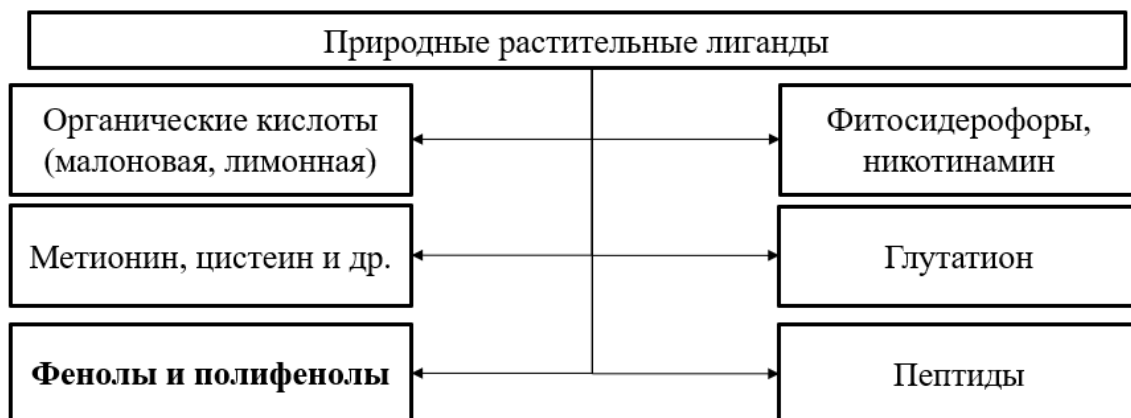 Природные растительные лиганды
Органические кислоты
(малоновая, лимонная)
Фитосидерофоры,
никотинамин
Метионин, цистеин и др.
Глутатион
Фенолы и полифенолы
Пептиды